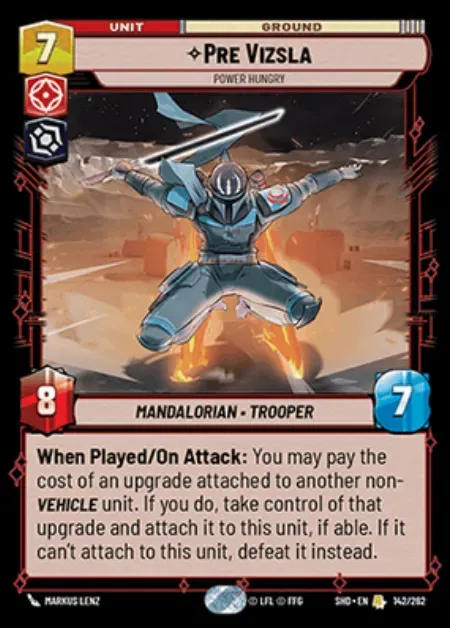 7
UNIT
GROUND
✧PRE VIZSLA
POWER HUNGRY
8
MANDALORIAN • TROOPER
7
When Played/On Attack: You may pay the
cost of an upgrade attached to another non-
VEHICLE unit. If you do, take control of that
upgrade and attach it to this unit, if able. If it
can't attach to this unit, defeat it instead.
MARKUS LENZ
© LFL © FFG
SHD • EN
R
142/262